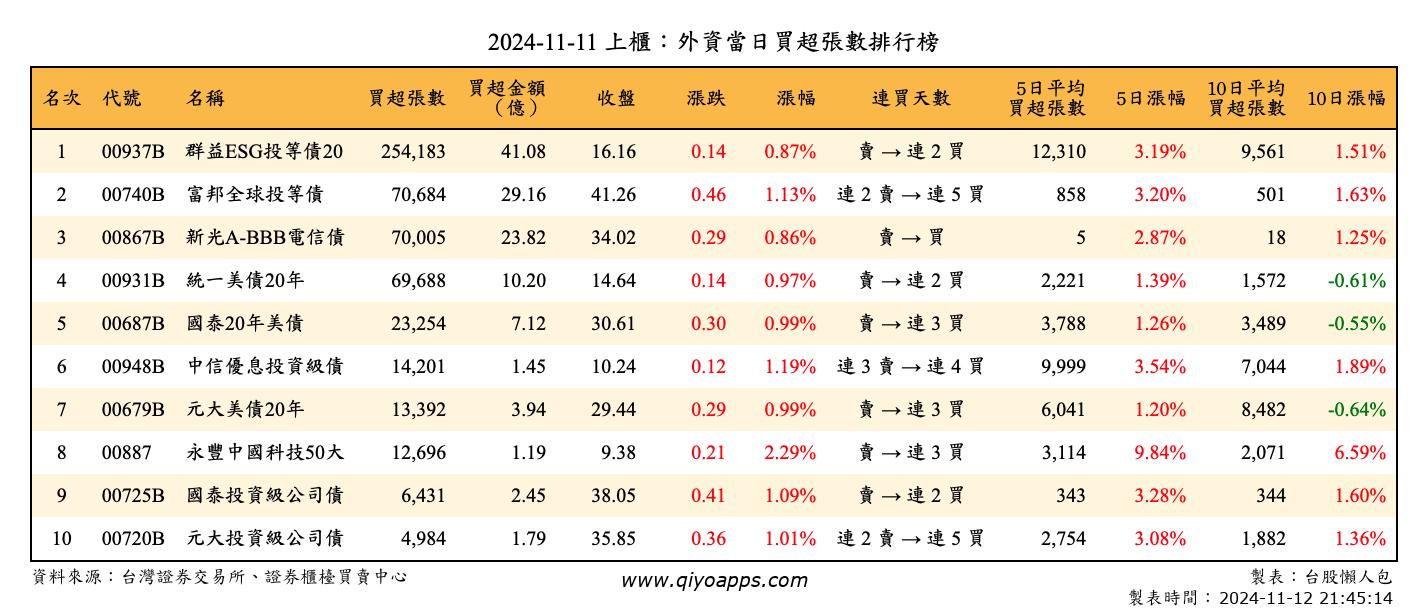 2024-11-11 上櫃：外資當日買超張數排行榜
名次 代號 名稱 買超張數 買超金額（億） 收盤 漲跌 漲幅 連買天數 5日平均買超張數 5日漲幅 10日平均買超張數 10日漲幅
1 00937B 群益ESG投等債20 254,183 41.08 16.16 0.14 0.87% 賣 → 連 2 買 12,310 3.19% 9,561 1.51%
2 00740B 富邦全球投等債 70,684 29.16 41.26 0.46 1.13% 連 2 賣 → 連 5 買 858 3.20% 501 1.63%
3 00867B 新光A-BBB電信債 70,005 23.82 34.02 0.29 0.86% 賣 → 買 5 2.87% 18 1.25%
4 00931B 統一美債20年 69,688 10.20 14.64 0.14 0.97% 賣 → 連 2 買 2,221 1.39% 1,572 -0.61%
5 00687B 國泰20年美債 23,254 7.12 30.61 0.30 0.99% 賣 → 連 3 買 3,788 1.26% 3,489 -0.55%
6 00948B 中信優息投資級債 14,201 1.45 10.24 0.12 1.19% 連 3 賣 → 連 4 買 9,999 3.54% 7,044 1.89%
7 00679B 元大美債20年 13,392 3.94 29.44 0.29 0.99% 賣 → 連 3 買 6,041 1.20% 8,482 -0.64%
8 00887 永豐中國科技50大 12,696 1.19 9.38 0.21 2.29% 賣 → 連 3 買 3,114 9.84% 2,071 6.59%
9 00725B 國泰投資級公司債 6,431 2.45 38.05 0.41 1.09% 賣 → 連 2 買 343 3.28% 344 1.60%
10 00720B 元大投資級公司債 4,984 1.79 35.85 0.36 1.01% 連 2 賣 → 連 5 買 2,754 3.08% 1,882 1.36%
資料來源：台灣證券交易所、證券櫃檯買賣中心 www.qiyoapps.com 製表：台股懶人包
製表時間：2024-11-12 21:45:14